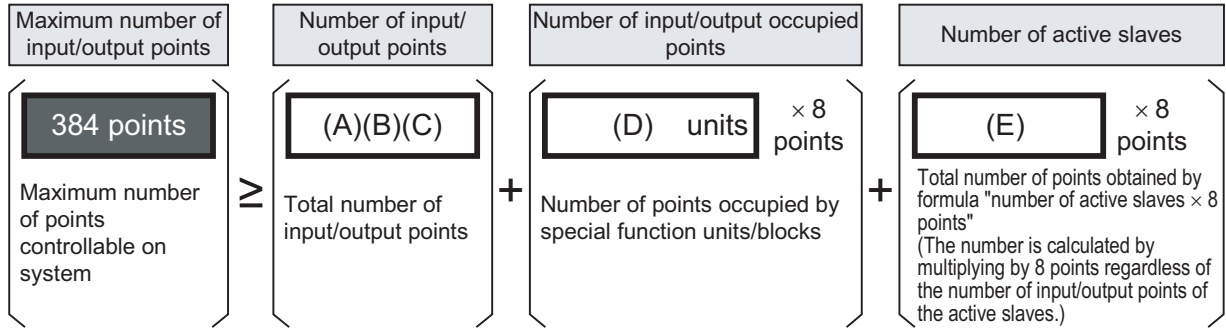 Maximum number of
input/output points
384 points
Maximum number
of points
controllable on
system
≥
Number of input/
output points
(A)(B)(C)
Total number of
input/output points
+
Number of input/output occupied
points
(D) units × 8
points
Number of points occupied by
special function units/blocks
+
Number of active slaves
(E) × 8
points
Total number of points obtained by
formula "number of active slaves × 8
points"
(The number is calculated by
multiplying by 8 points regardless of
the number of input/output points of
the active slaves.)